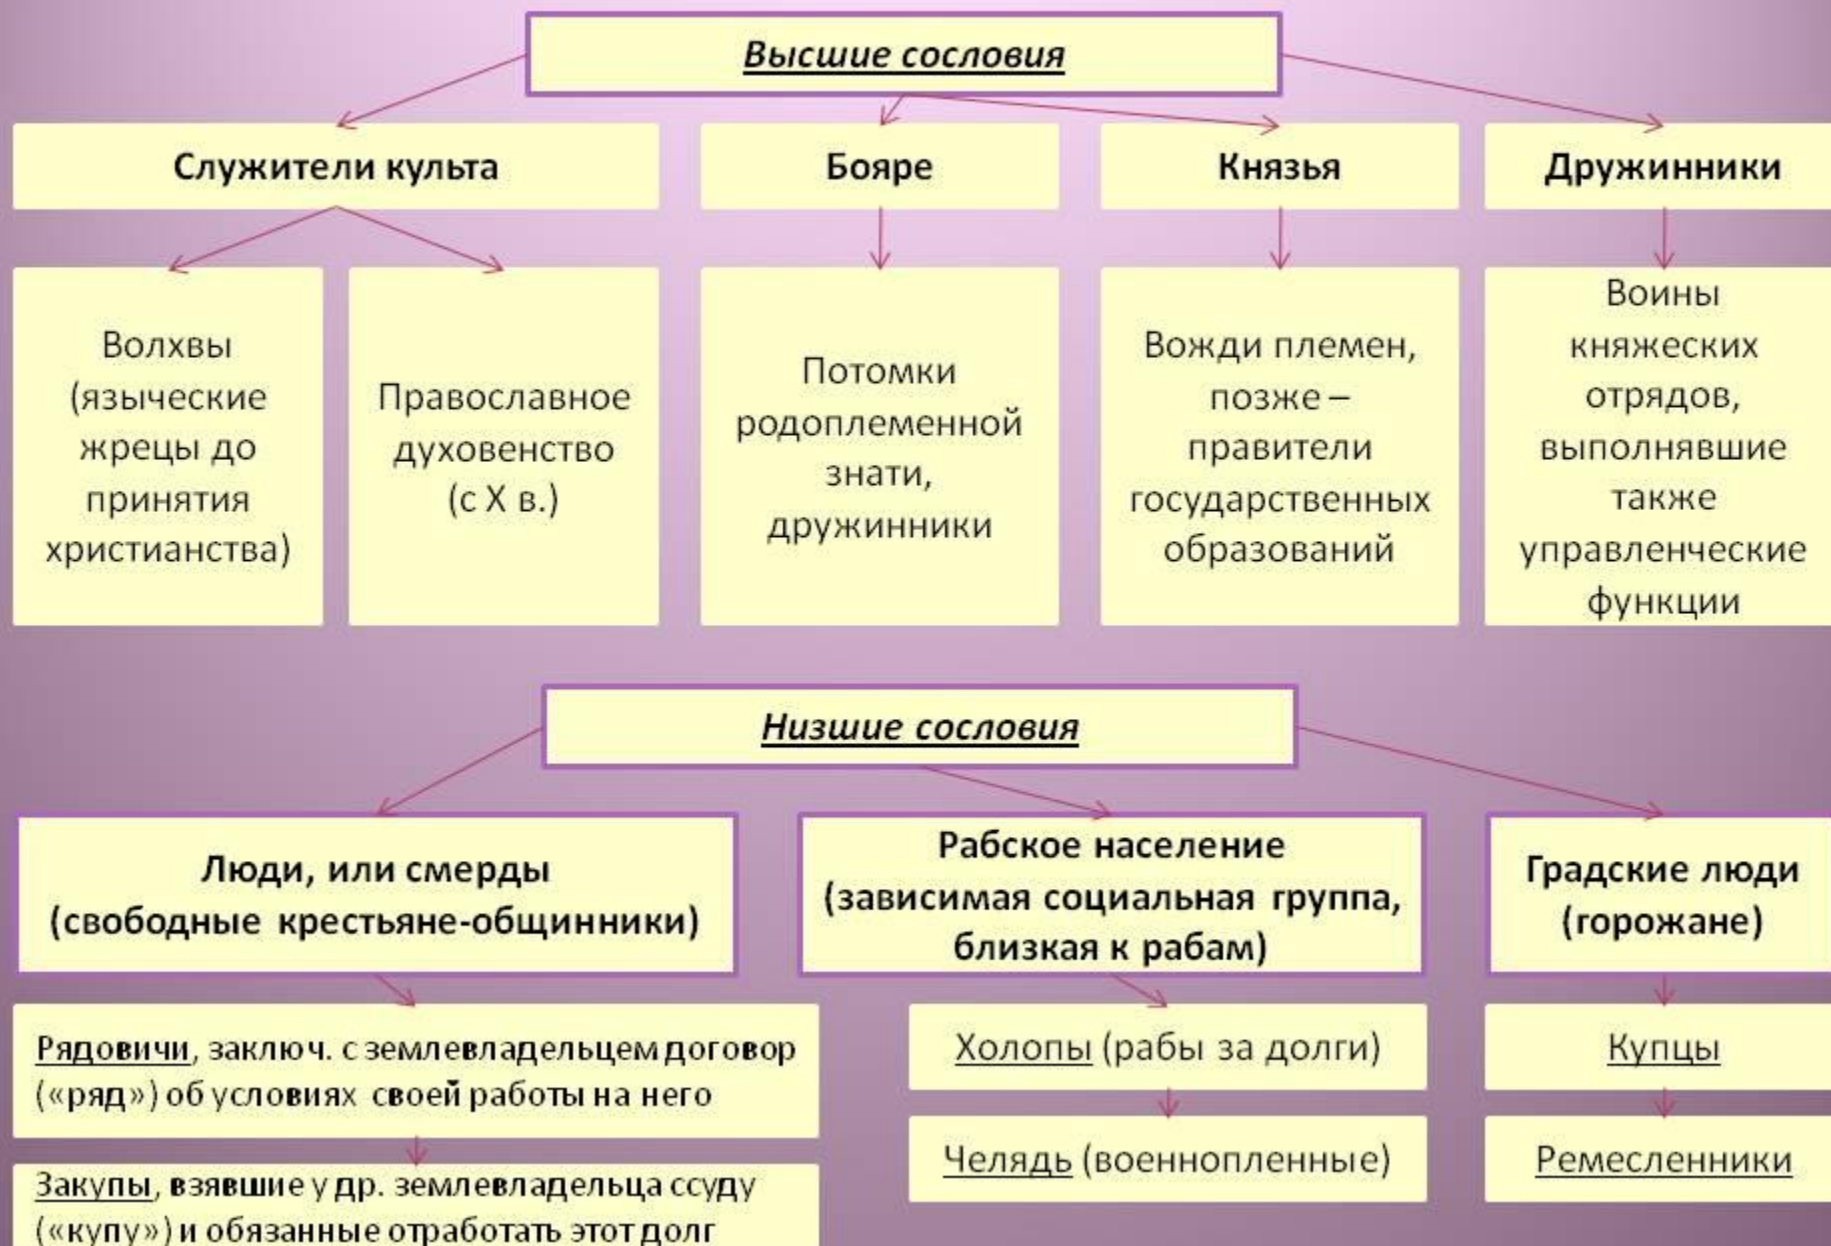 Высшие сословия
Служители культа
Бояре
Князья
Дружинники
Волхвы
(языческие
жрецы до
принятия
христианства)
Православное
духовенство
(с X в.)
Потомки
родоплеменной
знати,
дружинники
Вожди племен,
позже –
правители
государственных
образований
Воины
княжеских
отрядов,
выполнявшие
также
управленческие
функции
Низшие сословия
Люди, или смерды
(свободные крестьяне-общинники)
Рабское население
(зависимая социальная группа,
близкая к рабам)
Градские люди
(горожане)
Рядовичи, заключ. с землевладельцем договор
(«ряд») об условиях своей работы на него
Закупы, взявшие у др. землевладельца ссуду
(«купу») и обязанные отработать этот долг
Холопы (рабы за долги)
Челядь (военнопленные)
Купцы
Ремесленники